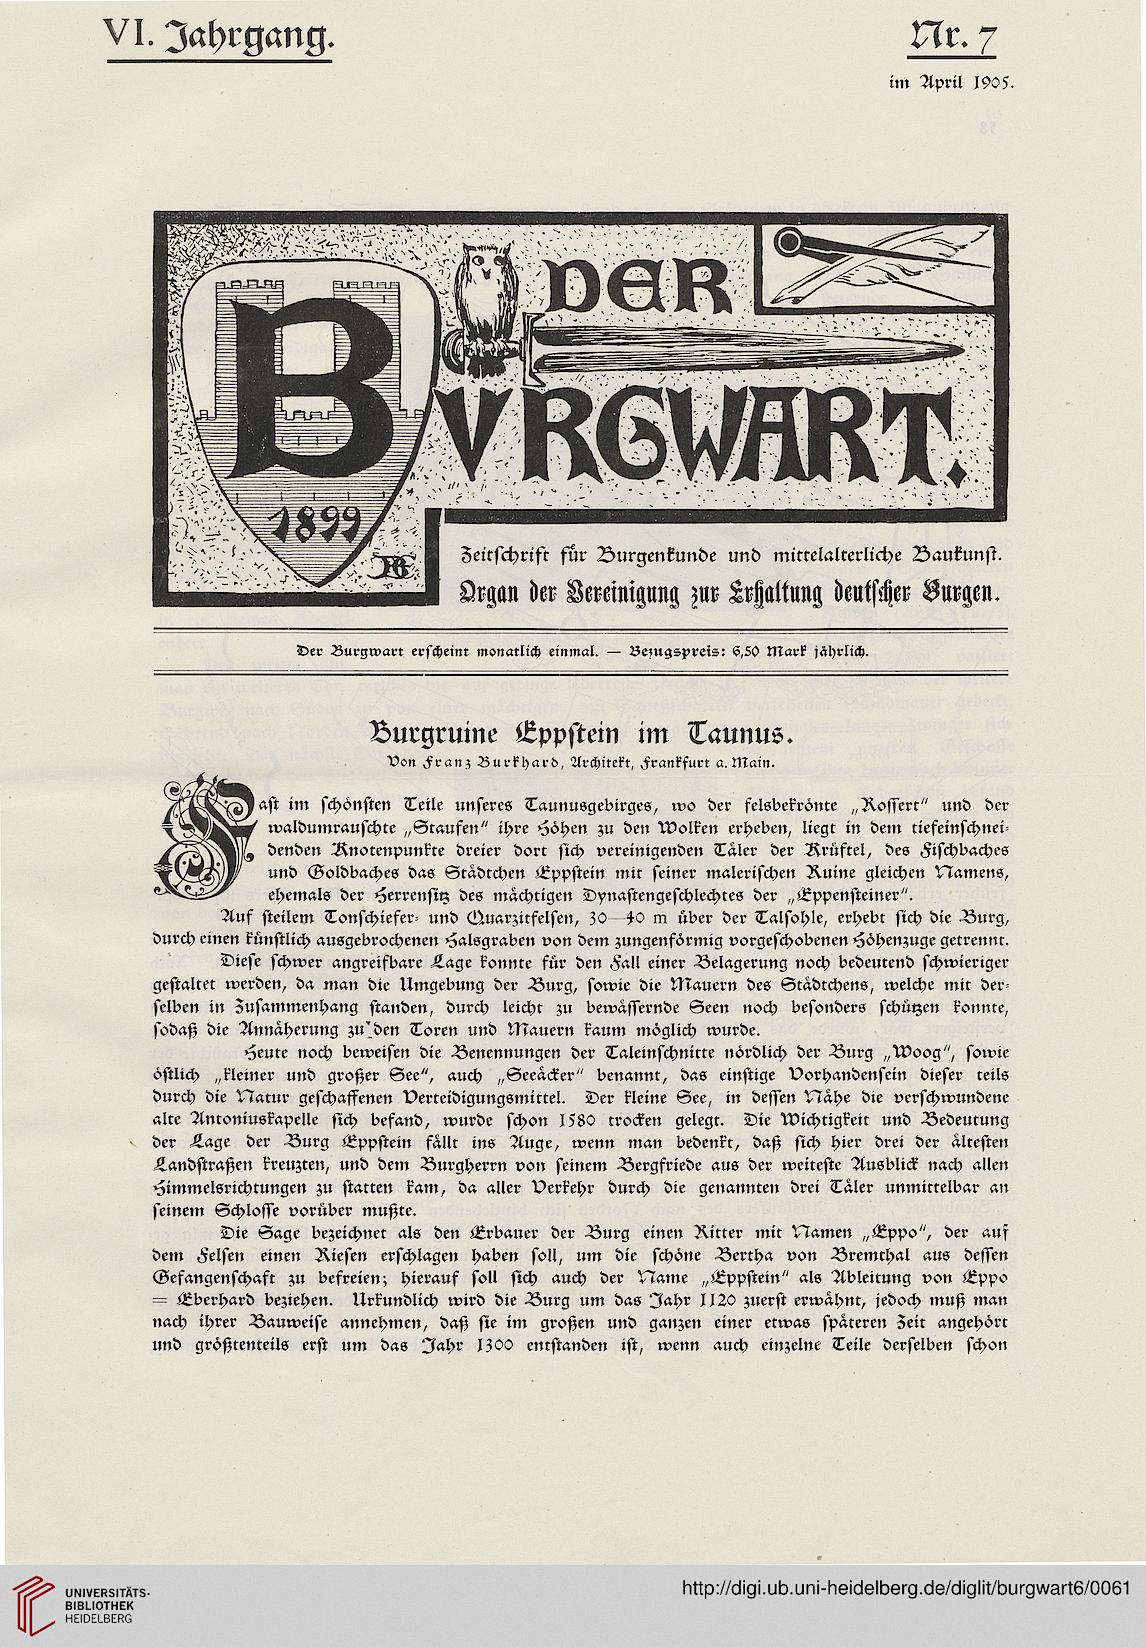 VI. Jahrgang.
Nr. 7
im April 1905.
DER
BVRGWART.
1899
Zeitschrift für Burgenkunde und mittelalterliche Baukunst.
Organ der Vereinigung zur Erhaltung deutscher Burgen.
Der Burgwart erscheint monatlich einmal. — Bezugspreis: 6,50 Mark jährlich.
Burgruine Eppstein im Taunus.
Von Franz Burkhard, Architekt, Frankfurt a. Main.
Fast im schönsten Teile unseres Taunusgebirges, wo der felsbekrönte „Rossert“ und der
waldumrauschte „Staufen“ ihre Höhen zu den Wolken erheben, liegt in dem tiefeinschnei-
denden Knotenpunkte dreier dort sich vereinigenden Täler der Krüftel, des Fischbaches
und Goldbaches das Städtchen Eppstein mit seiner malerischen Ruine gleichen Namens,
ehemals der Herrensitz des mächtigen Dynastengeschlechtes der „Eppensteiner“.
Auf steilem Tonschiefer- und Quarzitfelsen, 30—40 m über der Talsohle, erhebt sich die Burg,
durch einen künstlich ausgebrochenen Halsgraben von dem zungenförmig vorgeschobenen Höhenzuge getrennt.
Diese schwer angreifbare Lage konnte für den Fall einer Belagerung noch bedeutend schwieriger
gestaltet werden, da man die Umgebung der Burg, sowie die Mauern des Städtchens, welche mit der-
selben in Zusammenhang standen, durch leicht zu bewässernde Seen noch besonders schützen konnte,
sodaß die Annäherung zu den Toren und Mauern kaum möglich wurde.
Heute noch beweisen die Benennungen der Taleinschnitte nördlich der Burg „Woog“, sowie
östlich „kleiner und großer See“, auch „Seeäcker“ benannt, das einstige Vorhandensein dieser teils
durch die Natur geschaffenen Verteidigungsmittel. Der kleine See, in dessen Nähe die verschwundene
alte Antoniuskapelle sich befand, wurde schon 1580 trocken gelegt. Die Wichtigkeit und Bedeutung
der Lage der Burg Eppstein fällt ins Auge, wenn man bedenkt, daß sich hier drei der ältesten
Landstraßen kreuzten, und dem Burgherrn von seinem Bergfriede aus der weiteste Ausblick nach allen
Himmelsrichtungen zu statten kam, da aller Verkehr durch die genannten drei Täler unmittelbar an
seinem Schlosse vorüber mußte.
Die Sage bezeichnet als den Erbauer der Burg einen Ritter mit Namen „Eppo“, der auf
dem Felsen einen Riesen erschlagen haben soll, um die schöne Bertha von Bremthal aus dessen
Gefangenschaft zu befreien; hierauf soll sich auch der Name „Eppstein“ als Ableitung von Eppo
= Eberhard beziehen. Urkundlich wird die Burg um das Jahr 1120 zuerst erwähnt, jedoch muß man
nach ihrer Bauweise annehmen, daß sie im großen und ganzen einer etwas späteren Zeit angehört
und größtenteils erst um das Jahr 1300 entstanden ist, wenn auch einzelne Teile derselben schon
UNIVERSITÄTS-
BIBLIOTHEK
HEIDELBERG
http://digi.ub.uni-heidelberg.de/diglit/burgwart6/0061